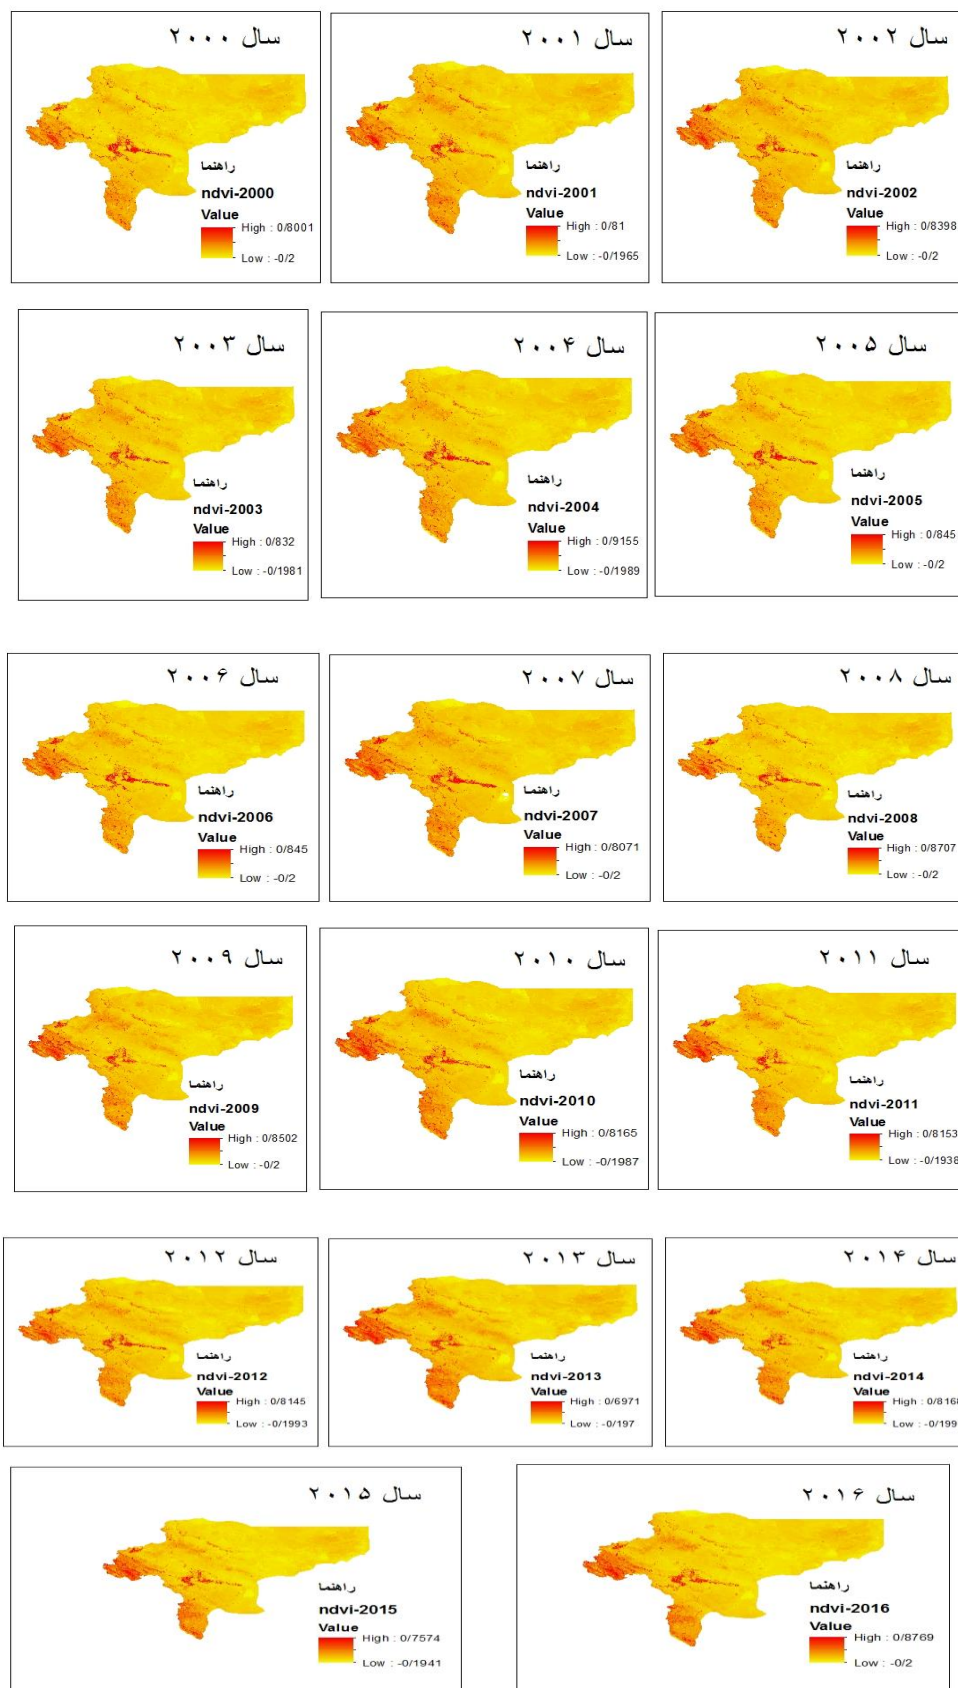 سال ۲۰۰۰
راهنما
ndvi-2000
Value
High : 0/8001
Low : -0/2
سال ۲۰۰۱
راهنما
ndvi-2001
Value
High : 0/81
Low : -0/1965
سال ۲۰۰۲
راهنما
ndvi-2002
Value
High : 0/8398
Low : -0/2
سال ۲۰۰۳
راهنما
ndvi-2003
Value
High : 0/832
Low : -0/1981
سال ۲۰۰۴
راهنما
ndvi-2004
Value
High : 0/9155
Low : -0/1989
سال ۲۰۰۵
راهنما
ndvi-2005
Value
High : 0/845
Low : -0/2
سال ۲۰۰۶
راهنما
ndvi-2006
Value
High : 0/845
Low : -0/2
سال ۲۰۰۷
راهنما
ndvi-2007
Value
High : 0/8071
Low : -0/2
سال ۲۰۰۸
راهنما
ndvi-2008
Value
High : 0/8707
Low : -0/2
سال ۲۰۰۹
راهنما
ndvi-2009
Value
High : 0/8502
Low : -0/2
سال ۲۰۱۰
راهنما
ndvi-2010
Value
High : 0/8165
Low : -0/1987
سال ۲۰۱۱
راهنما
ndvi-2011
Value
High : 0/8153
Low : -0/1938
سال ۲۰۱۲
راهنما
ndvi-2012
Value
High : 0/8145
Low : -0/1993
سال ۲۰۱۳
راهنما
ndvi-2013
Value
High : 0/6971
Low : -0/197
سال ۲۰۱۴
راهنما
ndvi-2014
Value
High : 0/8168
Low : -0/199
سال ۲۰۱۵
راهنما
ndvi-2015
Value
High : 0/7574
Low : -0/1941
سال ۲۰۱۶
راهنما
ndvi-2016
Value
High : 0/8769
Low : -0/2